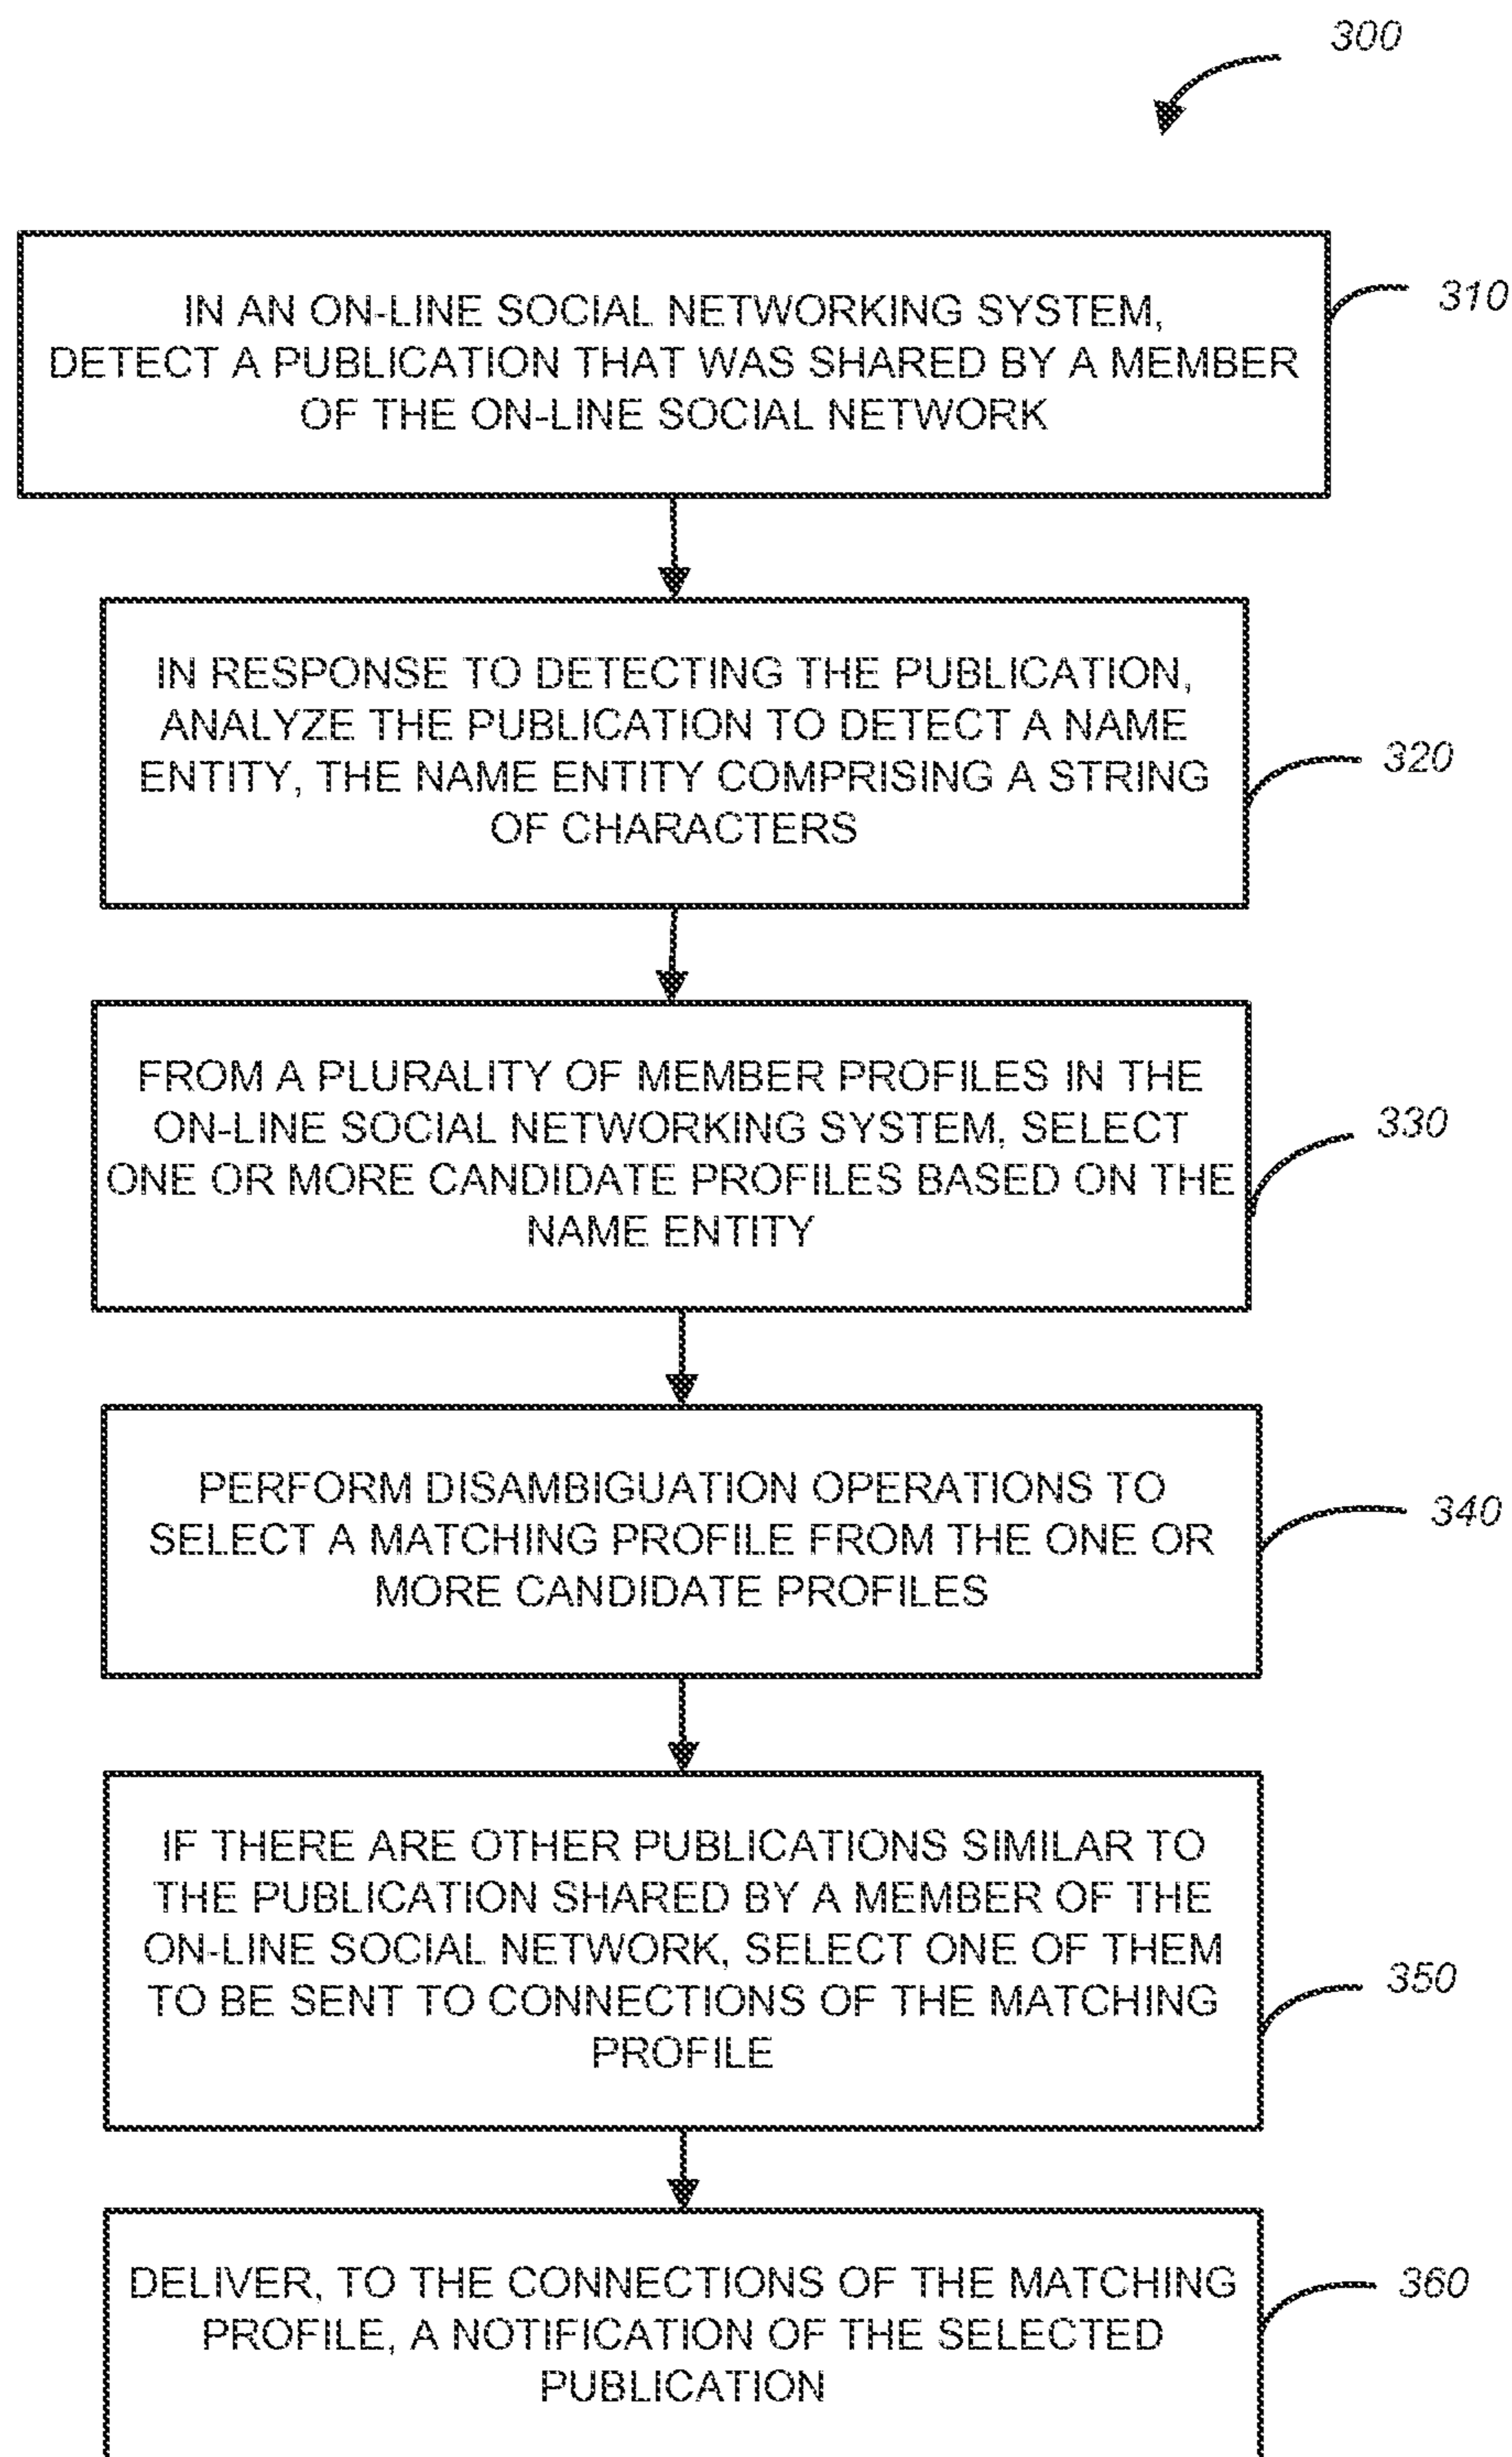 300
IN AN ON-LINE SOCIAL NETWORKING SYSTEM,
DETECT A PUBLICATION THAT WAS SHARED BY A MEMBER
OF THE ON-LINE SOCIAL NETWORK
310
IN RESPONSE TO DETECTING THE PUBLICATION,
ANALYZE THE PUBLICATION TO DETECT A NAME
ENTITY, THE NAME ENTITY COMPRISING A STRING
OF CHARACTERS
320
FROM A PLURALITY OF MEMBER PROFILES IN THE
ON-LINE SOCIAL NETWORKING SYSTEM, SELECT
ONE OR MORE CANDIDATE PROFILES BASED ON THE
NAME ENTITY
330
PERFORM DISAMBIGUATION OPERATIONS TO
SELECT A MATCHING PROFILE FROM THE ONE OR
MORE CANDIDATE PROFILES
340
IF THERE ARE OTHER PUBLICATIONS SIMILAR TO
THE PUBLICATION SHARED BY A MEMBER OF THE
ON-LINE SOCIAL NETWORK, SELECT ONE OF THEM
TO BE SENT TO CONNECTIONS OF THE MATCHING
PROFILE
350
DELIVER, TO THE CONNECTIONS OF THE MATCHING
PROFILE, A NOTIFICATION OF THE SELECTED
PUBLICATION
360